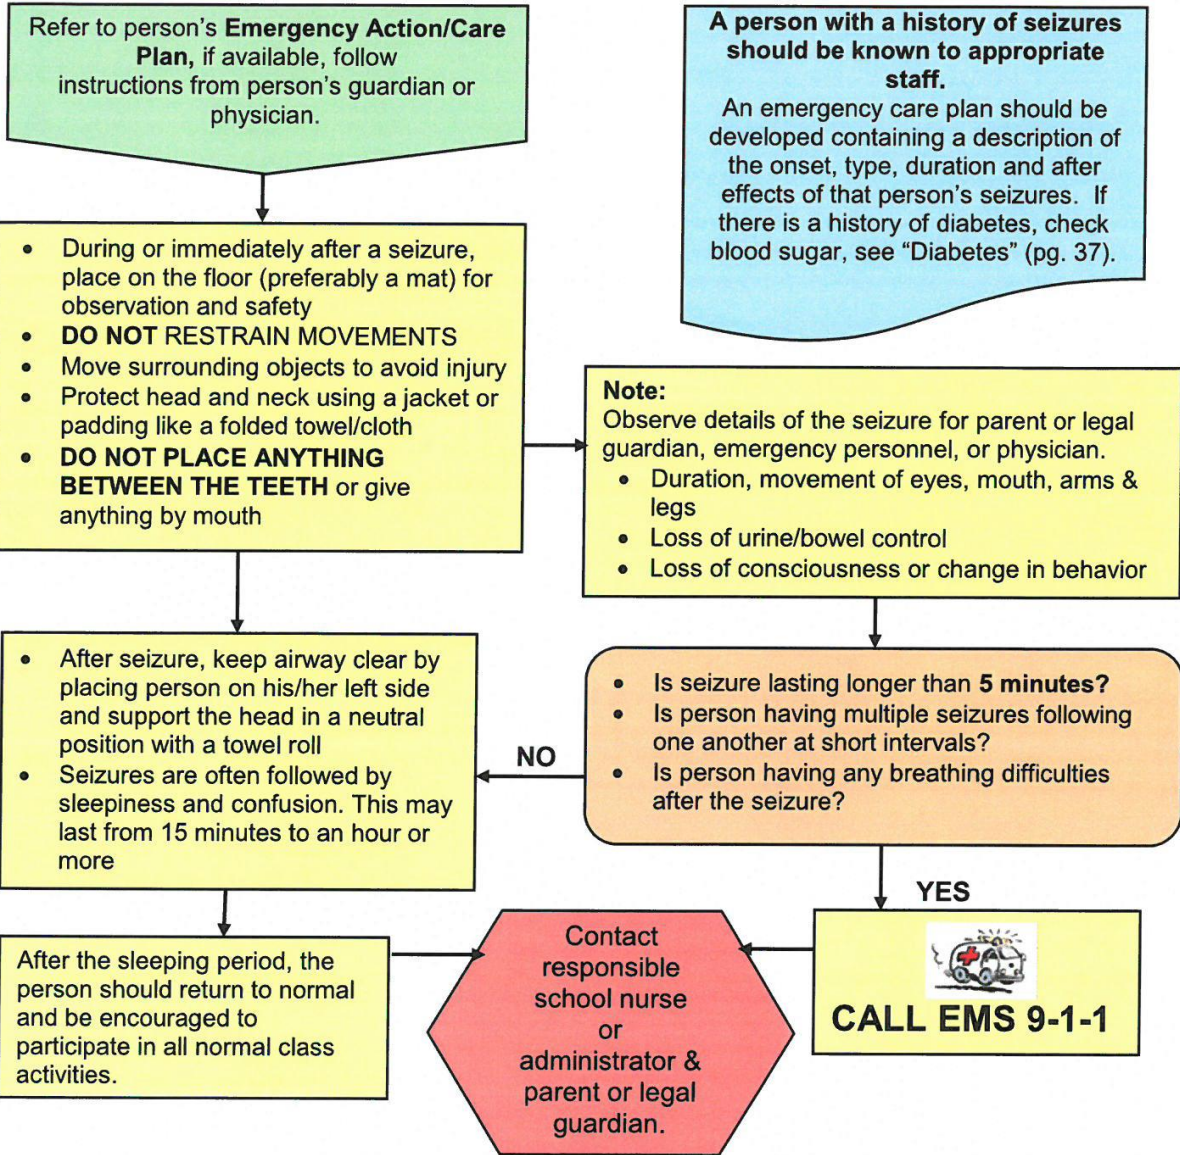 Refer to person's Emergency Action/Care
Plan, if available, follow
instructions from person's guardian or
physician.
A person with a history of seizures
should be known to appropriate
staff.
An emergency care plan should be
developed containing a description of
the onset, type, duration and after
effects of that person's seizures. If
there is a history of diabetes, check
blood sugar, see "Diabetes" (pg. 37).
• During or immediately after a seizure,
place on the floor (preferably a mat) for
observation and safety
• DO NOT RESTRAIN MOVEMENTS
• Move surrounding objects to avoid injury
• Protect head and neck using a jacket or
padding like a folded towel/cloth
• DO NOT PLACE ANYTHING
BETWEEN THE TEETH or give
anything by mouth
Note:
Observe details of the seizure for parent or legal
guardian, emergency personnel, or physician.
• Duration, movement of eyes, mouth, arms &
legs
• Loss of urine/bowel control
• Loss of consciousness or change in behavior
• After seizure, keep airway clear by
placing person on his/her left side
and support the head in a neutral
position with a towel roll
• Seizures are often followed by
sleepiness and confusion. This may
last from 15 minutes to an hour or
more
NO
• Is seizure lasting longer than 5 minutes?
• Is person having multiple seizures following
one another at short intervals?
• Is person having any breathing difficulties
after the seizure?
YES
After the sleeping period, the
person should return to normal
and be encouraged to
participate in all normal class
activities.
Contact
responsible
school nurse
or
administrator &
parent or legal
guardian.
CALL EMS 9-1-1